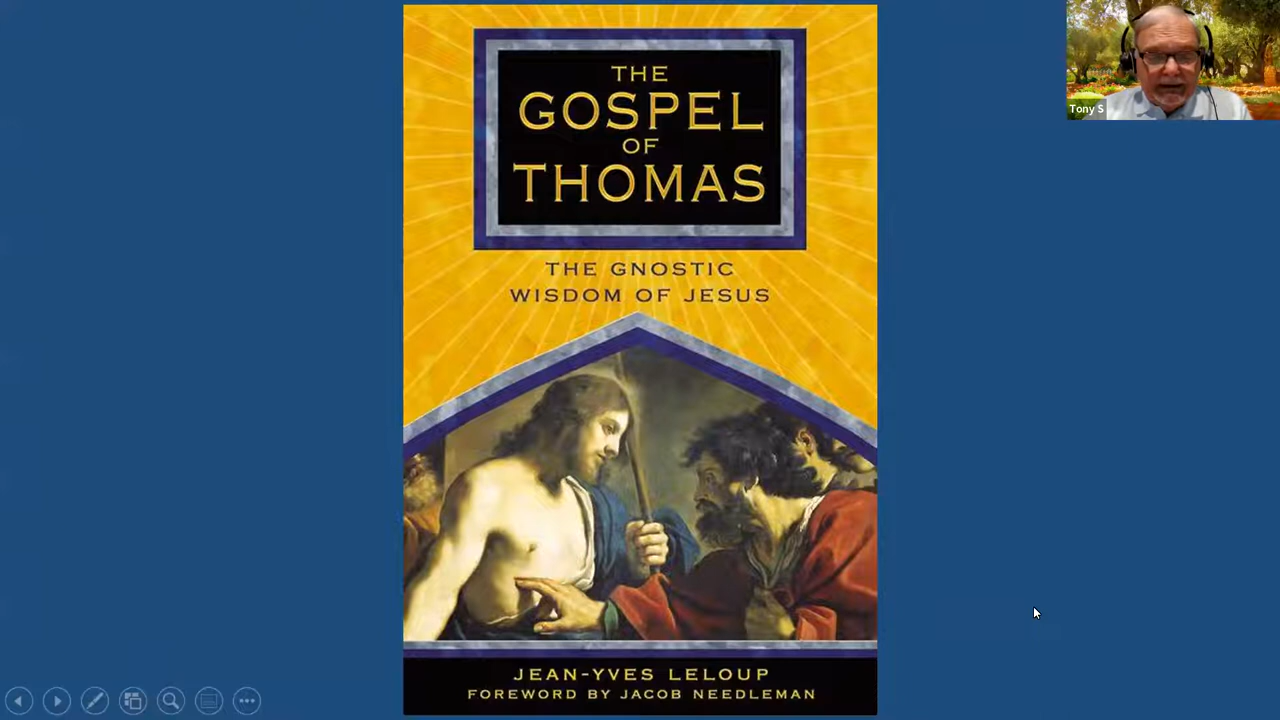 THE
GOSPEL
OF
THOMAS
THE GNOSTIC
WISDOM OF JESUS
JEAN-YVES LELOUP
FOREWORD BY JACOB NEEDLEMAN
Tony S